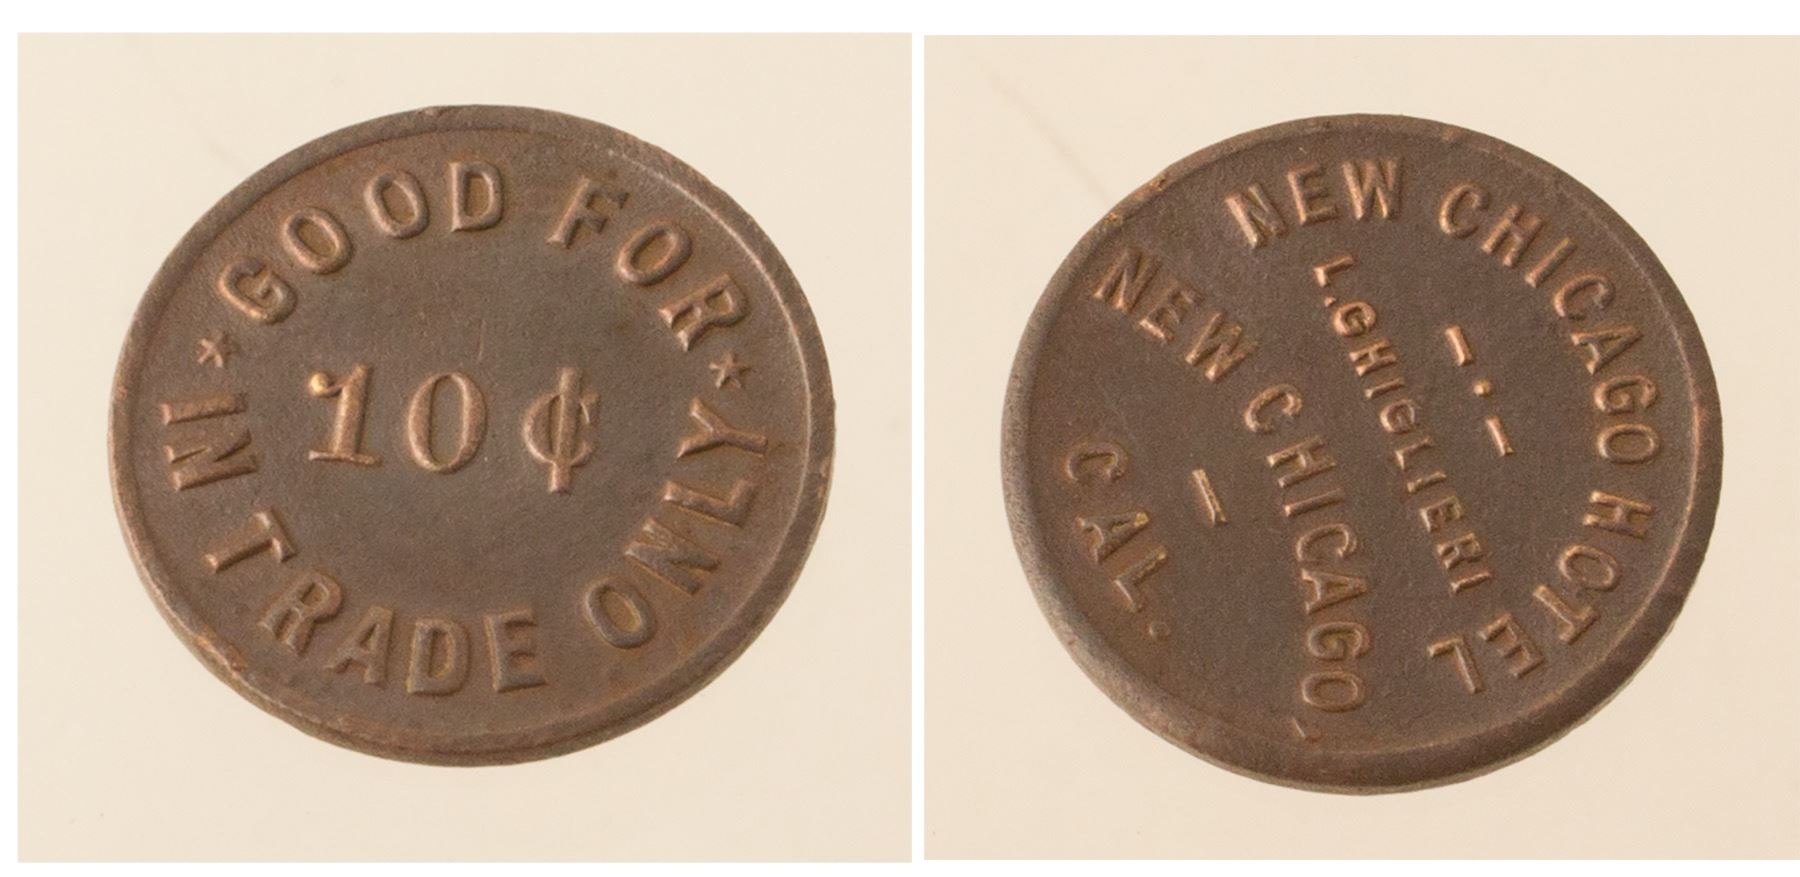 * GOOD FOR *
10¢
IN TRADE ONLY
NEW CHICAGO HOTEL
— · —
L. GHIGLIERI
NEW CHICAGO,
—
CAL.